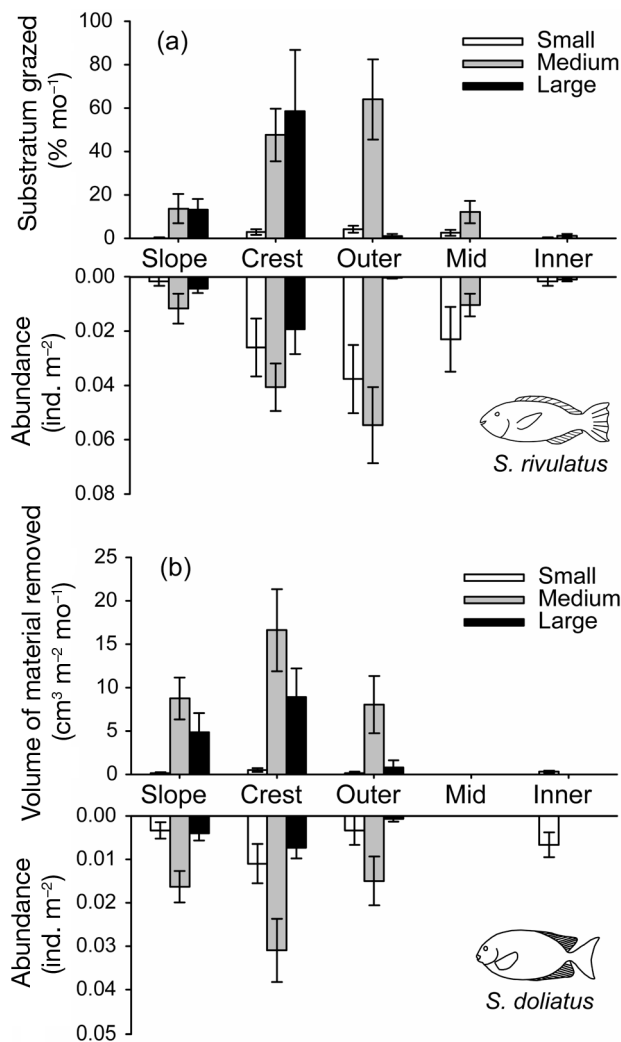 (a)
Small
Medium
Large
Substratum grazed
(% mo⁻¹)
100
80
60
40
20
0
Slope Crest Outer Mid Inner
Abundance
(ind. m⁻²)
0.00
0.02
0.04
0.06
0.08
S. rivulatus
(b)
Small
Medium
Large
Volume of material removed
(cm³ m⁻² mo⁻¹)
25
20
15
10
5
0
Slope Crest Outer Mid Inner
Abundance
(ind. m⁻²)
0.00
0.01
0.02
0.03
0.04
0.05
S. doliatus